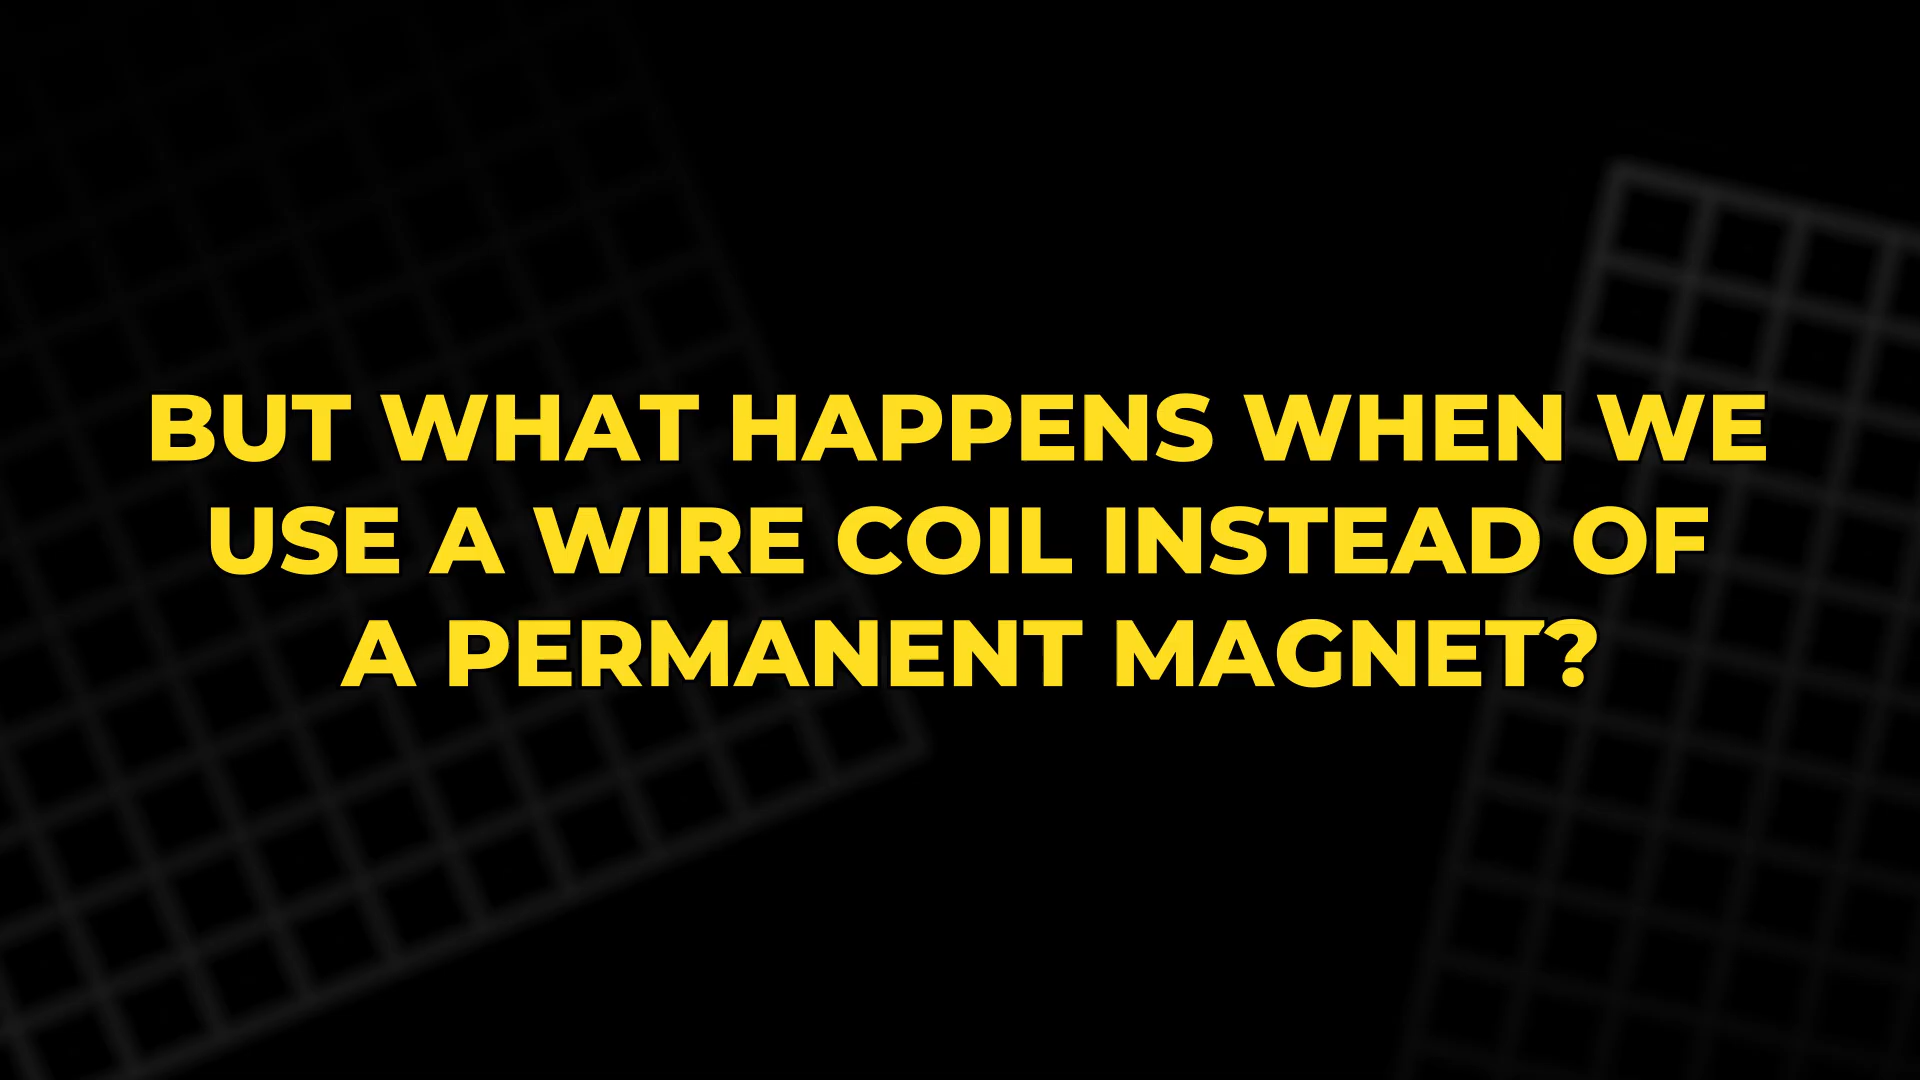 BUT WHAT HAPPENS WHEN WE
USE A WIRE COIL INSTEAD OF
A PERMANENT MAGNET?